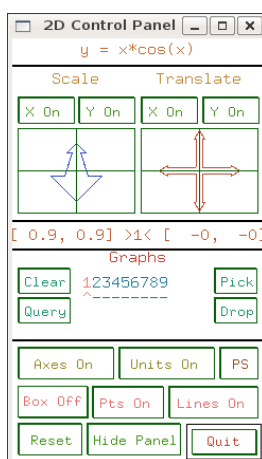 2D Control Panel
y = x*cos(x)
Scale Translate
X On Y On X On Y On
[ 0.9, 0.9] >1< [ -0, -0]
Graphs
Clear 123456789 Pick
^--------
Query Drop
Axes On Units On PS
Box Off Pts On Lines On
Reset Hide Panel Quit